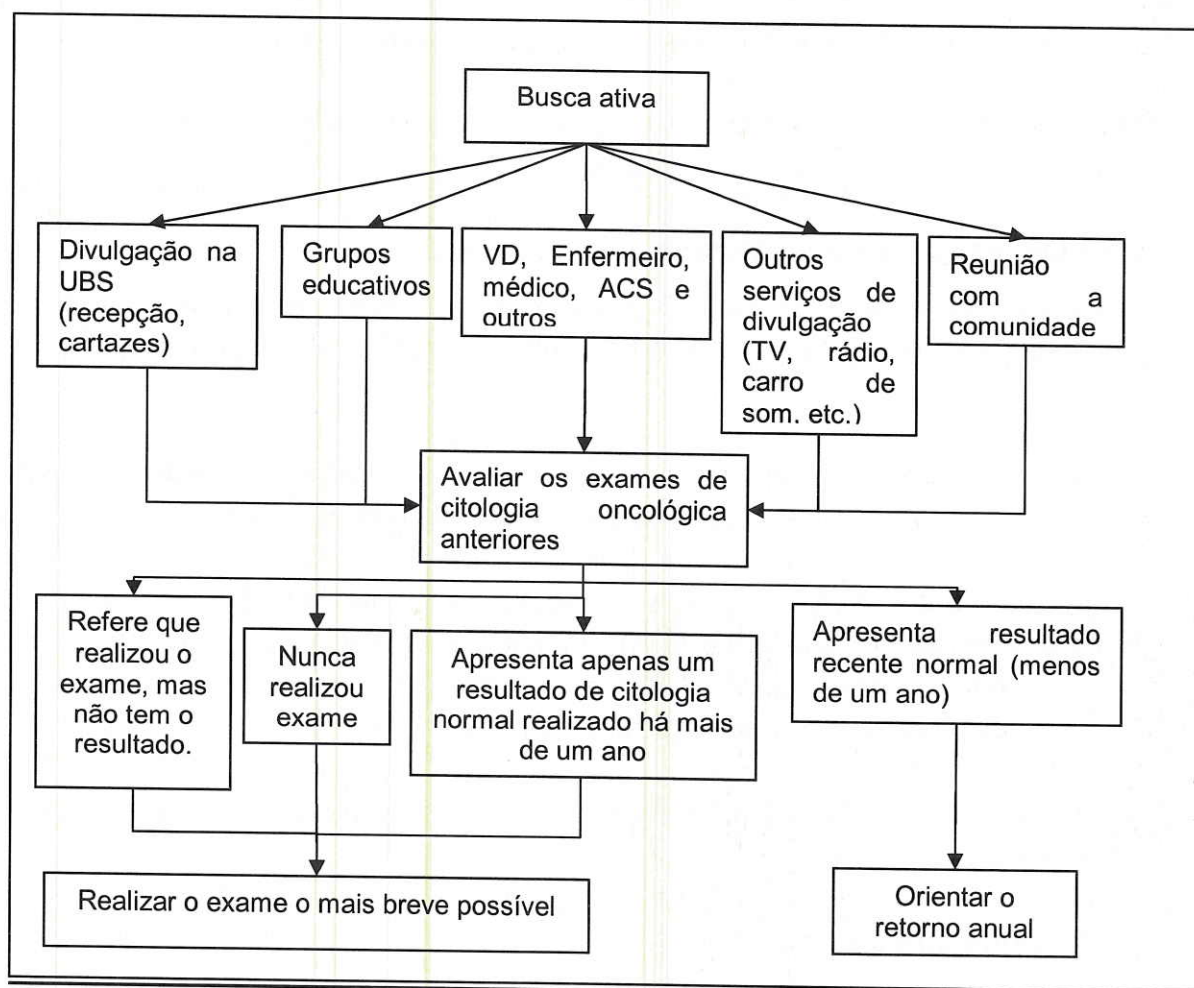 Busca ativa
Divulgação na
UBS
(recepção,
cartazes)
Grupos
educativos
VD, Enfermeiro,
médico, ACS e
outros
Outros
serviços de
divulgação
(TV, rádio,
carro de
som, etc.)
Reunião
com a
comunidade
Avaliar os exames de
citologia oncológica
anteriores
Refere que
realizou o
exame, mas
não tem o
resultado.
Nunca
realizou
exame
Apresenta apenas um
resultado de citologia
normal realizado há mais
de um ano
Apresenta resultado
recente normal (menos
de um ano)
Realizar o exame o mais breve possível
Orientar o
retorno anual